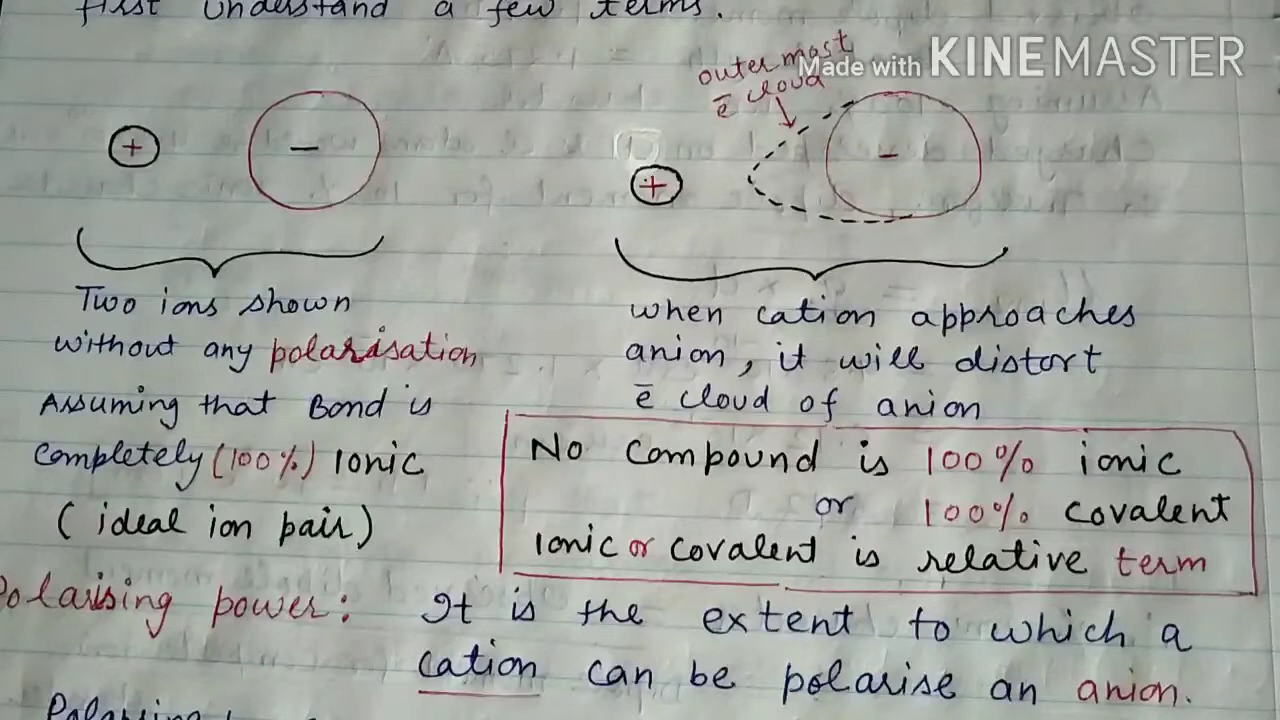 first understand a few terms.
outer most
ē cloud
Made with KINEMASTER
+
−
+
-
Two ions shown
without any polarisation
Assuming that Bond is
Completely (100%) Ionic
(ideal ion pair)
when cation approaches
anion, it will distort
ē cloud of anion
No Compound is 100% ionic
or 100% covalent
Ionic or covalent is relative term
Polarising power: It is the extent to which a
cation can be polarise an anion.